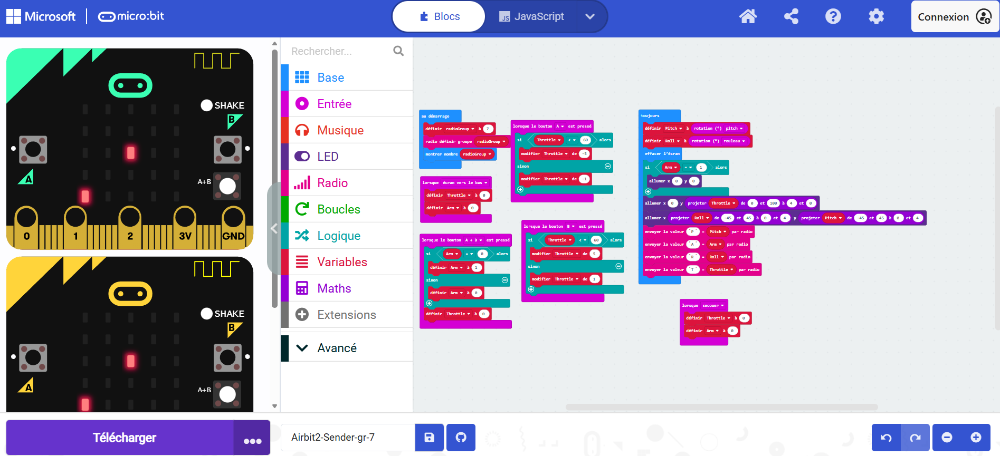 Microsoft
micro:bit
Blocs
JavaScript
Connexion
SHAKE
B
A
A+B
0 1 2 3V GND
SHAKE
B
A
A+B
Rechercher...
Base
Entrée
Musique
LED
Radio
Boucles
Logique
Variables
Maths
Extensions
Avancé
au démarrage
définir radioGroup à 7
radio définir groupe radioGroup
montrer nombre radioGroup
lorsque écran vers le bas
définir Throttle à 0
définir Arm à 0
lorsque le bouton A + B est pressé
si Arm = 0 alors
définir Arm à 1
sinon
définir Arm à 0
définir Throttle à 0
lorsque le bouton A est pressé
si Throttle < 60 alors
modifier Throttle de -5
sinon
modifier Throttle de -1
lorsque le bouton B est pressé
si Throttle < 60 alors
modifier Throttle de 5
sinon
modifier Throttle de 1
toujours
définir Pitch à rotation (°) pitch
définir Roll à rotation (°) rouleau
effacer l'écran
si Arm = 1 alors
allumer x 0 y 0
allumer x 0 y projeter Throttle de 0 et 100 à 4 et 0
allumer x projeter Roll de -45 et 45 à 0 et 4 y projeter Pitch de -45 et 45 à 0 et 4
envoyer la valeur "P" = Pitch par radio
envoyer la valeur "A" = Arm par radio
envoyer la valeur "R" = Roll par radio
envoyer la valeur "T" = Throttle par radio
lorsque secouer
définir Throttle à 0
définir Arm à 0
Télécharger
Airbit2-Sender-gr-7